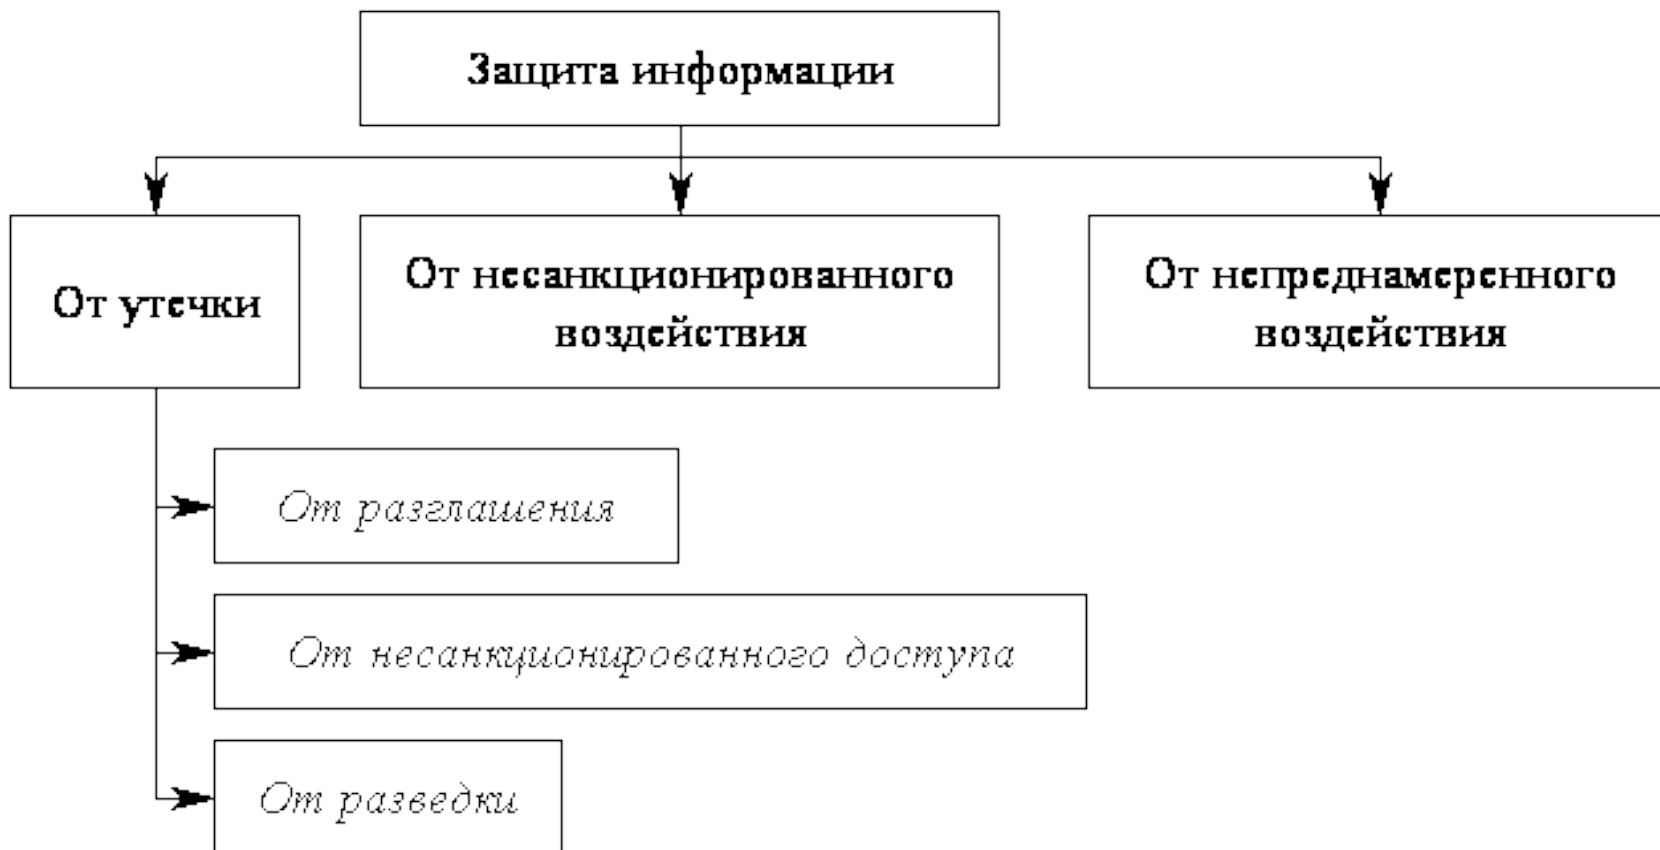 Защита информации
От утечки
От несанкционированного
воздействия
От непреднамеренного
воздействия
От разглашения
От несанкционированного доступа
От разведки